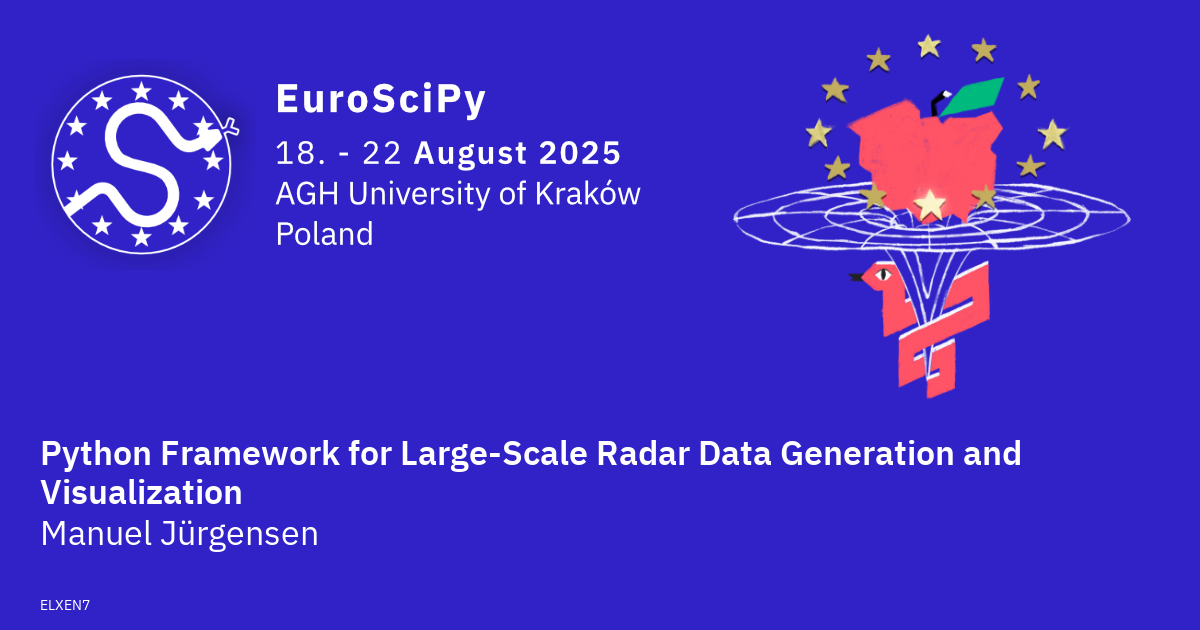 EuroSciPy
18. - 22 August 2025
AGH University of Kraków
Poland
Python Framework for Large-Scale Radar Data Generation and
Visualization
Manuel Jürgensen
ELXEN7